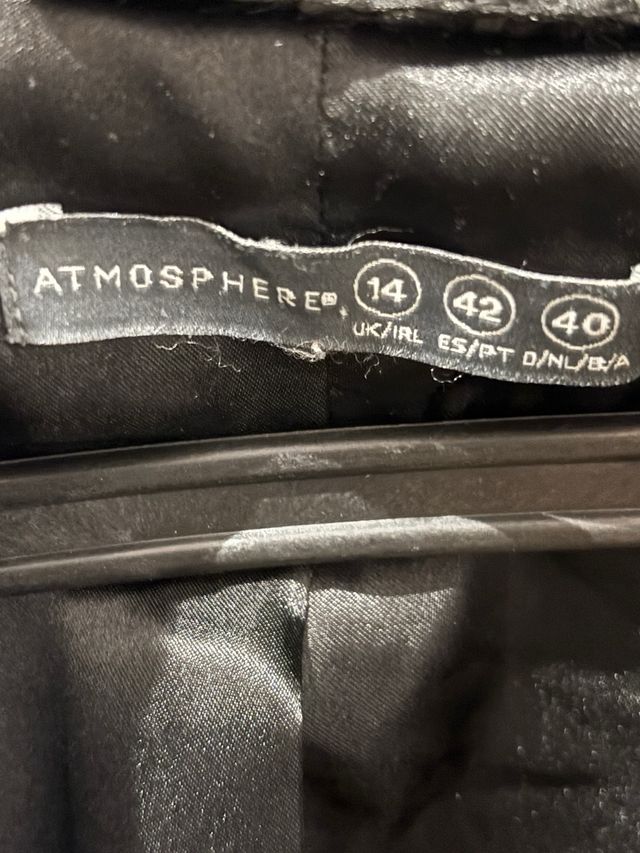 ATMOSPHERE® 14 42 40
UK/IRL ES/PT D/NL/B/A